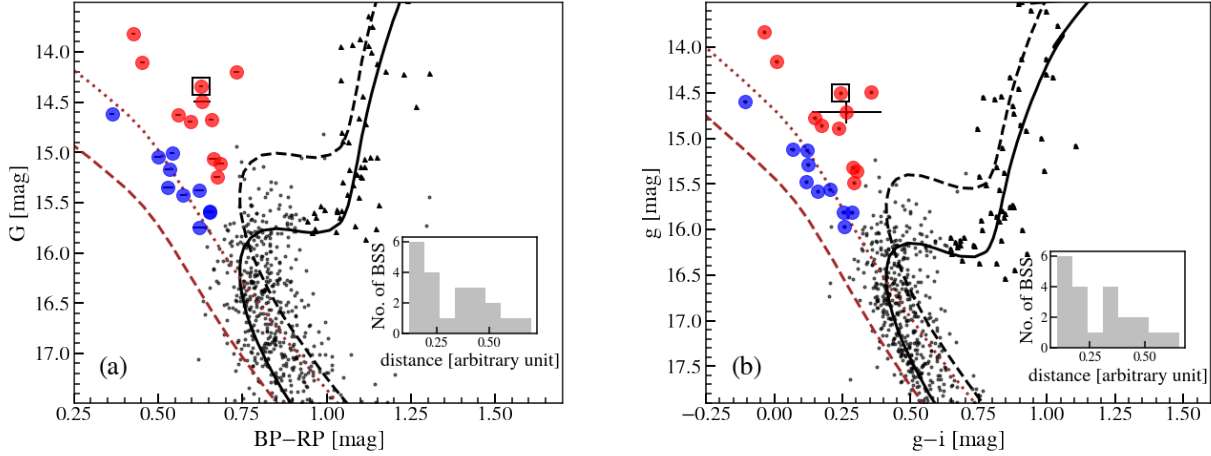 14.0
14.5
15.0
15.5
16.0
16.5
17.0
G [mag]
0.25 0.50 0.75 1.00 1.25 1.50
BP−RP [mag]
(a)
No. of BSS
6
4
2
0
0.25 0.50
distance [arbitrary unit]
14.0
14.5
15.0
15.5
16.0
16.5
17.0
17.5
g [mag]
−0.25 0.00 0.25 0.50 0.75 1.00 1.25 1.50
g−i [mag]
(b)
No. of BSS
6
4
2
0
0.25 0.50
distance [arbitrary unit]